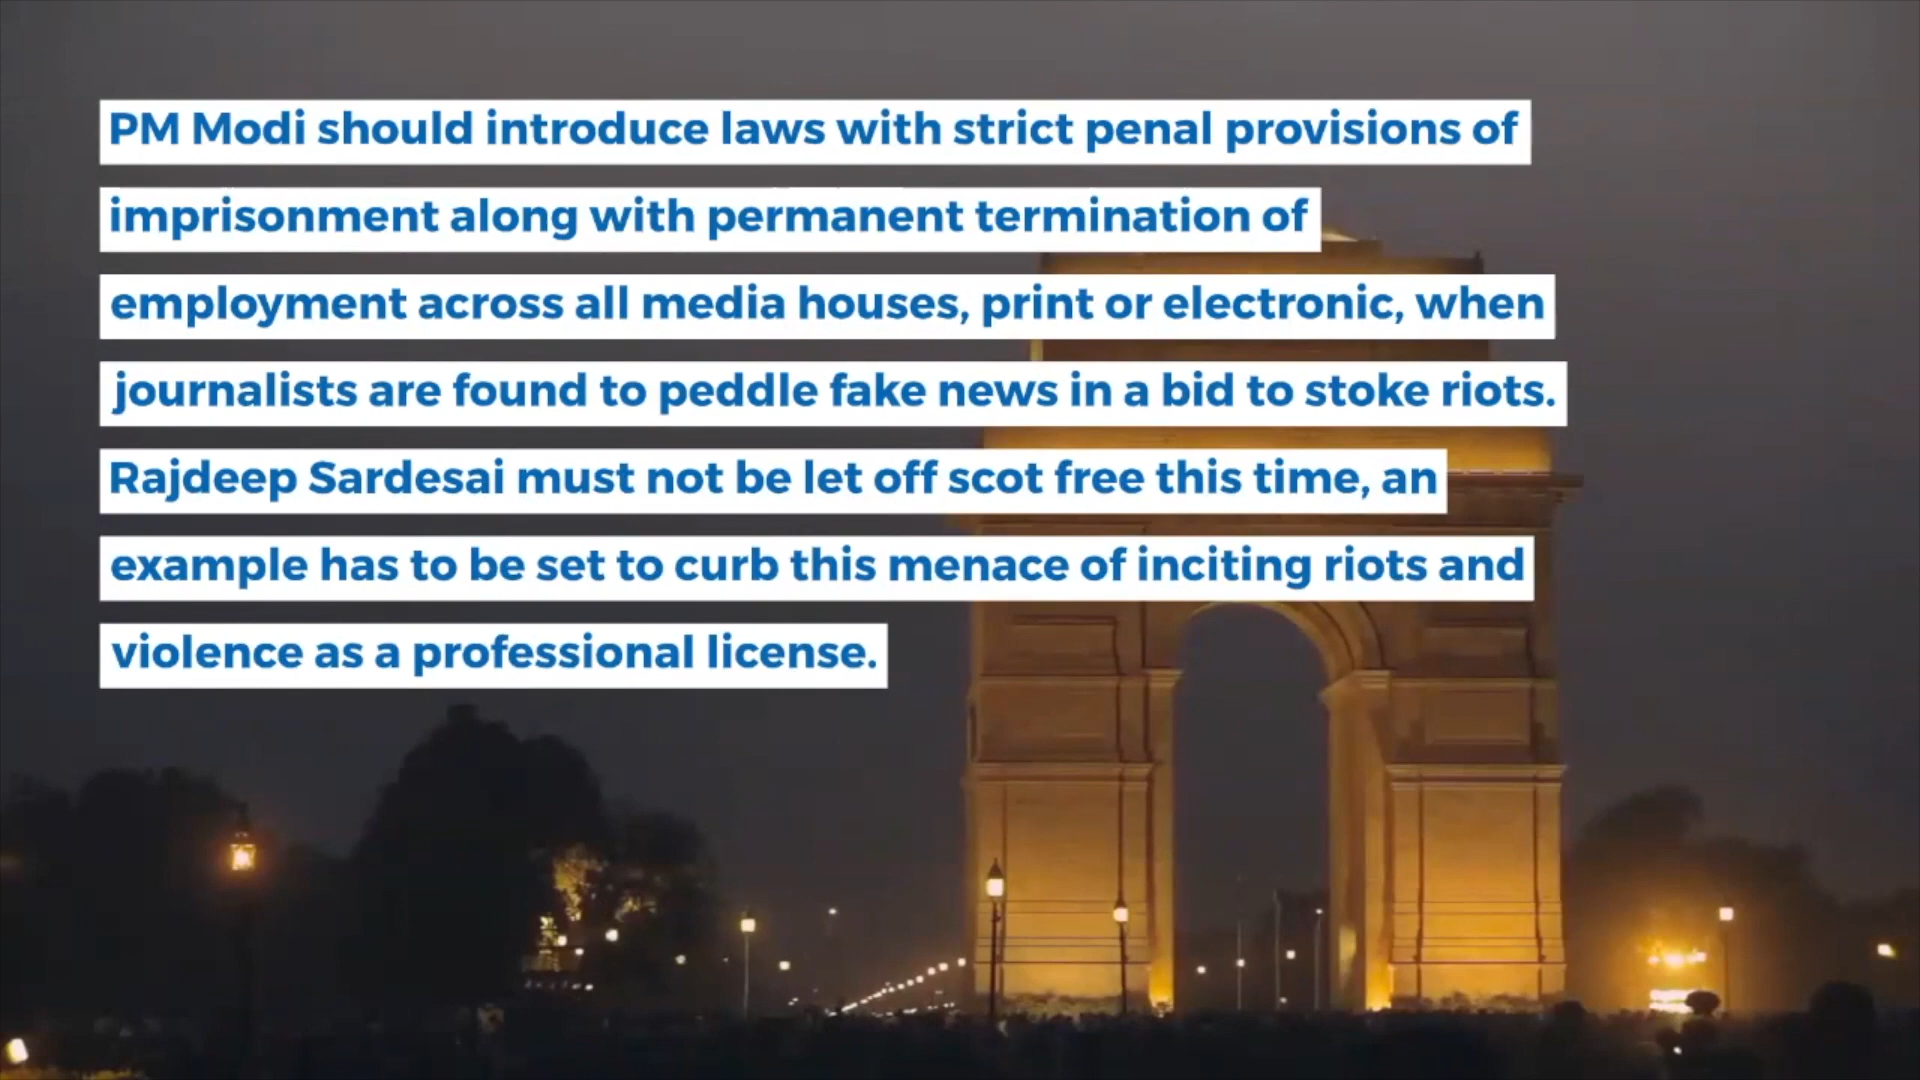 PM Modi should introduce laws with strict penal provisions of
imprisonment along with permanent termination of
employment across all media houses, print or electronic, when
journalists are found to peddle fake news in a bid to stoke riots.
Rajdeep Sardesai must not be let off scot free this time, an
example has to be set to curb this menace of inciting riots and
violence as a professional license.